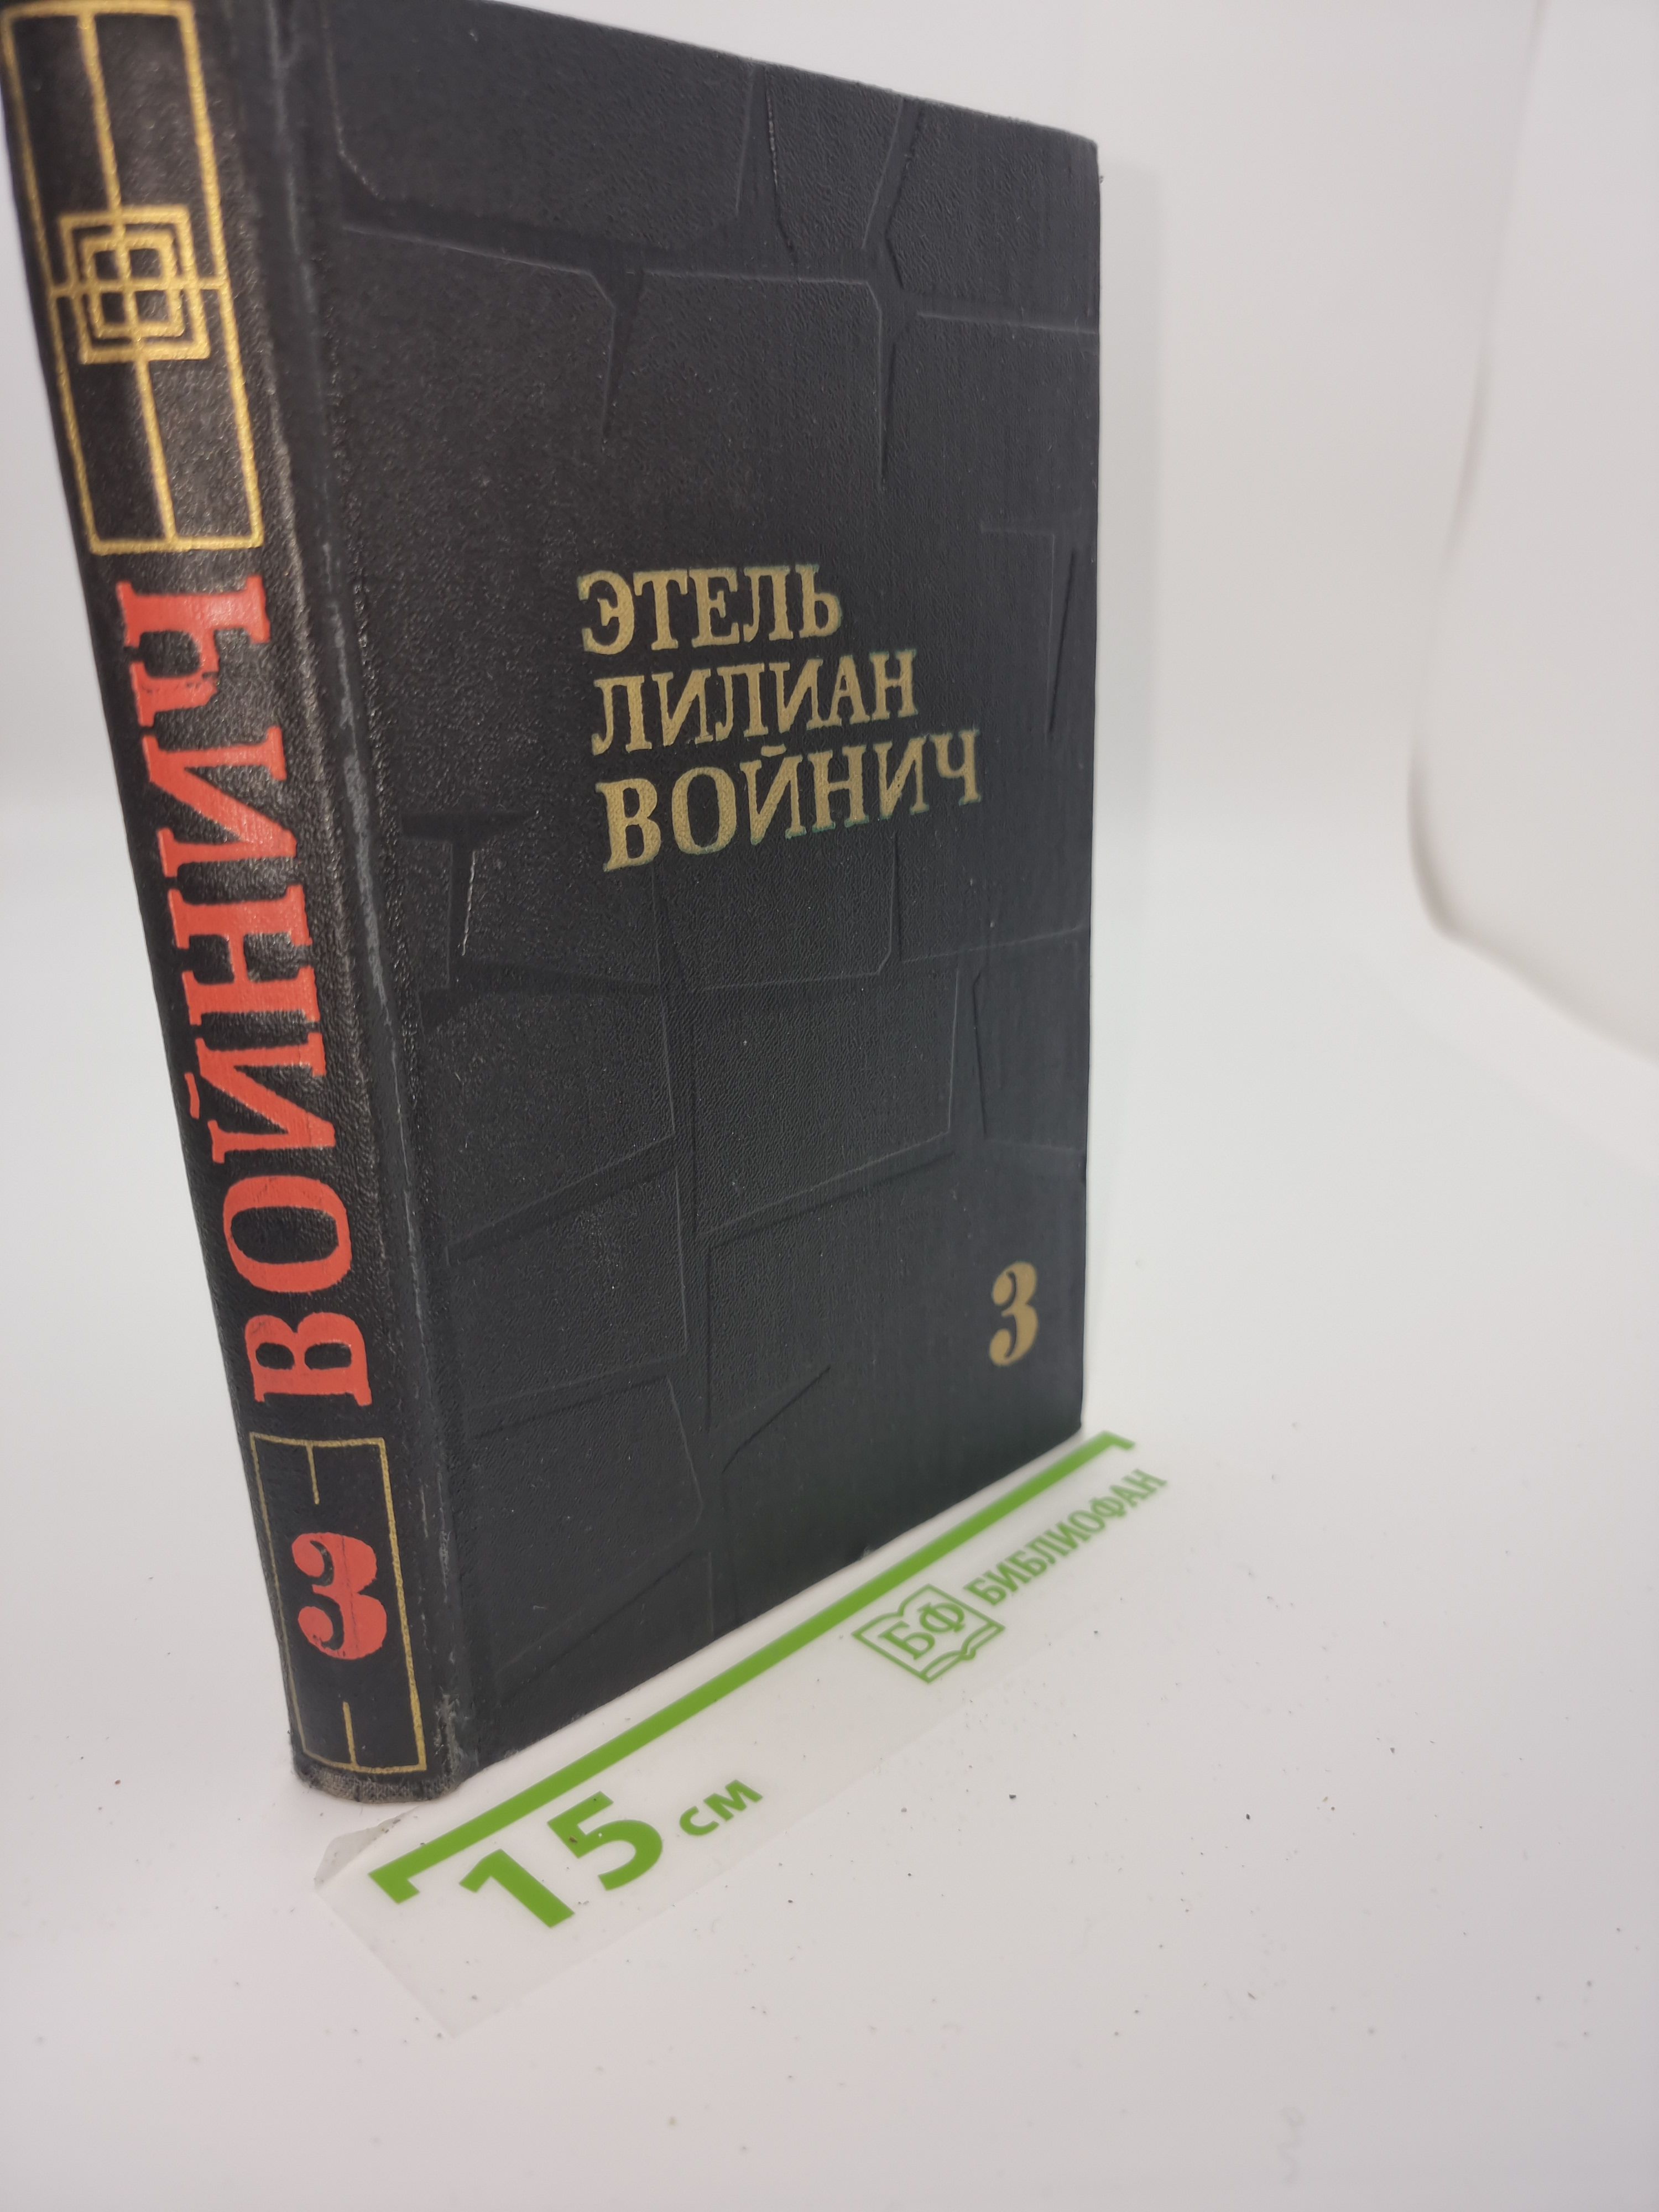 ВОЙНИЧ
3
ЭТЕЛЬ
ЛИЛИАН
ВОЙНИЧ
3
15 см
БФ БИБЛИОФАН